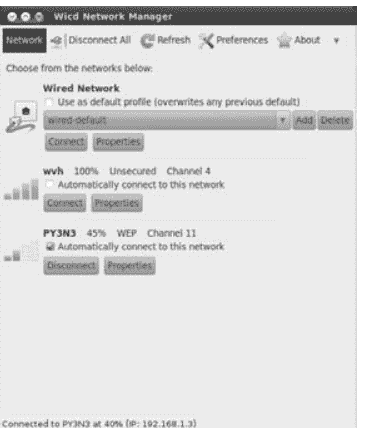 Wicd Network Manager
Network Disconnect All Refresh Preferences About
Choose from the networks below:
Wired Network
Use as default profile (overwrites any previous default)
wired-default Add Delete
Connect Properties
wvh 100% Unsecured Channel 4
Automatically connect to this network
Connect Properties
PY3N3 45% WEP Channel 11
Automatically connect to this network
Disconnect Properties
Connected to PY3N3 at 40% (IP: 192.168.1.3)